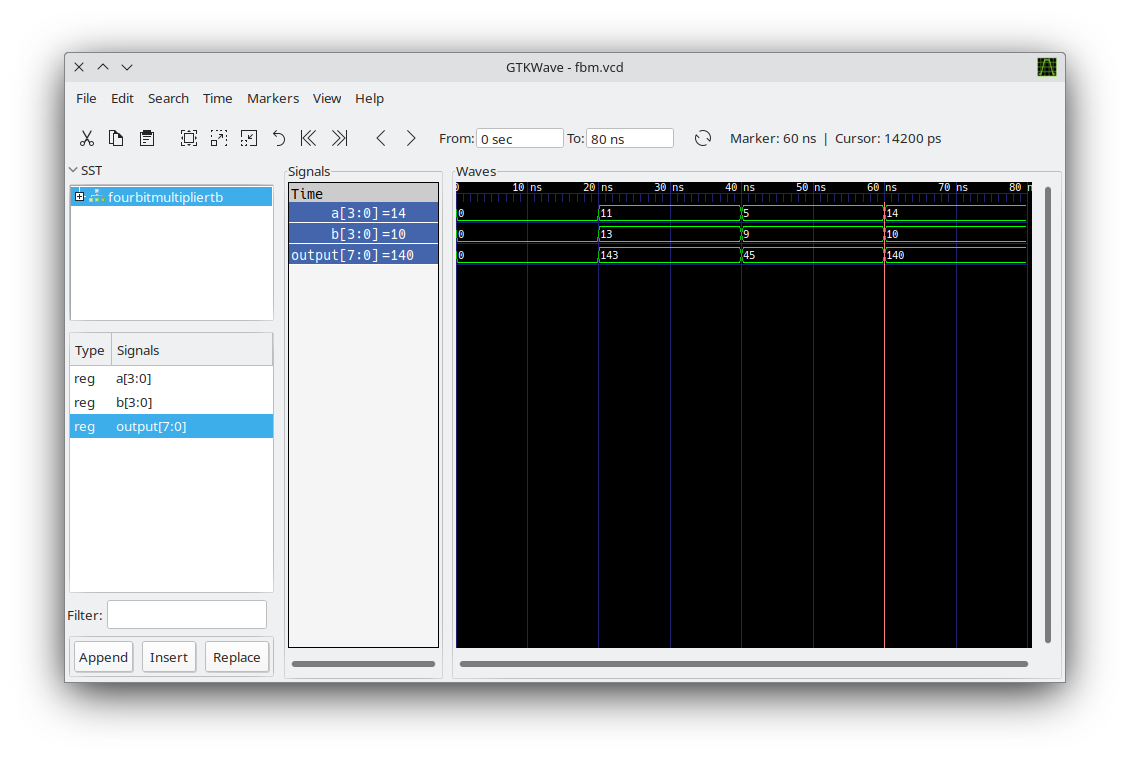 GTKWave - fbm.vcd
File Edit Search Time Markers View Help
From: 0 sec To: 80 ns Marker: 60 ns | Cursor: 14200 ps
SST
fourbitmultipliertb
Type Signals
reg a[3:0]
reg b[3:0]
reg output[7:0]
Filter:
Append Insert Replace
Signals
Time
a[3:0]=14
b[3:0]=10
output[7:0]=140
Waves
0 10 ns 20 ns 30 ns 40 ns 50 ns 60 ns 70 ns 80 n
0 11 5 14
0 13 9 10
0 143 45 140